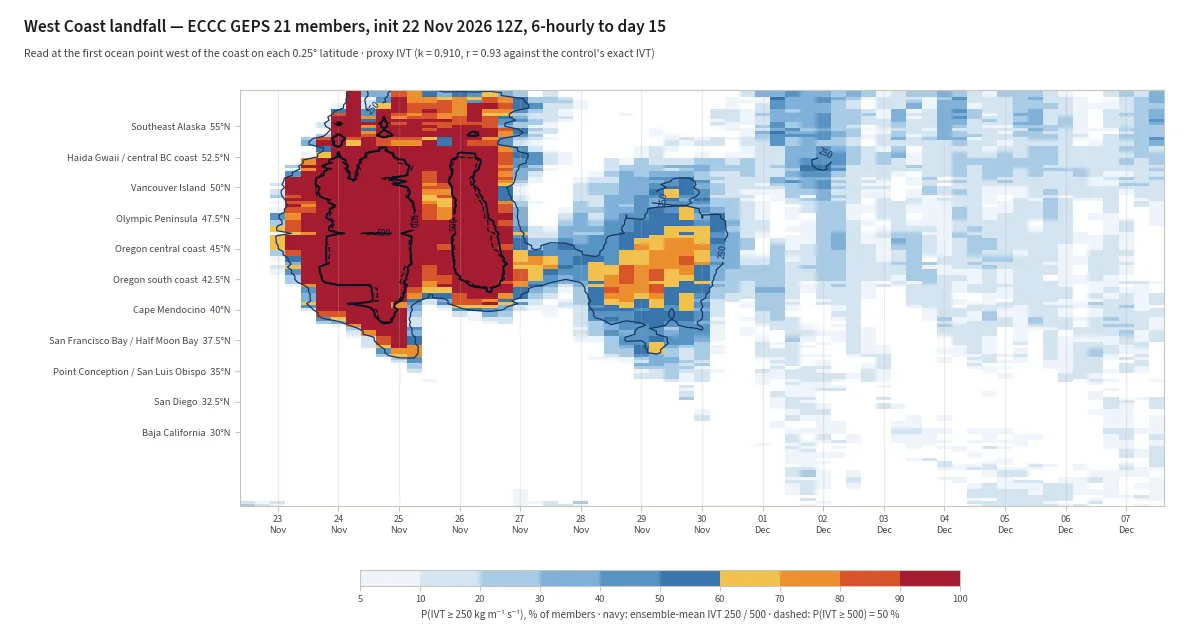 West Coast landfall — ECCC GEPS 21 members, init 22 Nov 2026 12Z, 6-hourly to day 15
Read at the first ocean point west of the coast on each 0.25° latitude · proxy IVT (k = 0.910, r = 0.93 against the control's exact IVT)
Southeast Alaska 55°N
Haida Gwaii / central BC coast 52.5°N
Vancouver Island 50°N
Olympic Peninsula 47.5°N
Oregon central coast 45°N
Oregon south coast 42.5°N
Cape Mendocino 40°N
San Francisco Bay / Half Moon Bay 37.5°N
Point Conception / San Luis Obispo 35°N
San Diego 32.5°N
Baja California 30°N
250
500
250
23 24 25 26 27 28 29 30 01 02 03 04 05 06 07
Nov Nov Nov Nov Nov Nov Nov Nov Dec Dec Dec Dec Dec Dec Dec
5 10 20 30 40 50 60 70 80 90 100
P(IVT ≥ 250 kg m⁻¹ s⁻¹), % of members · navy: ensemble-mean IVT 250 / 500 · dashed: P(IVT ≥ 500) = 50 %